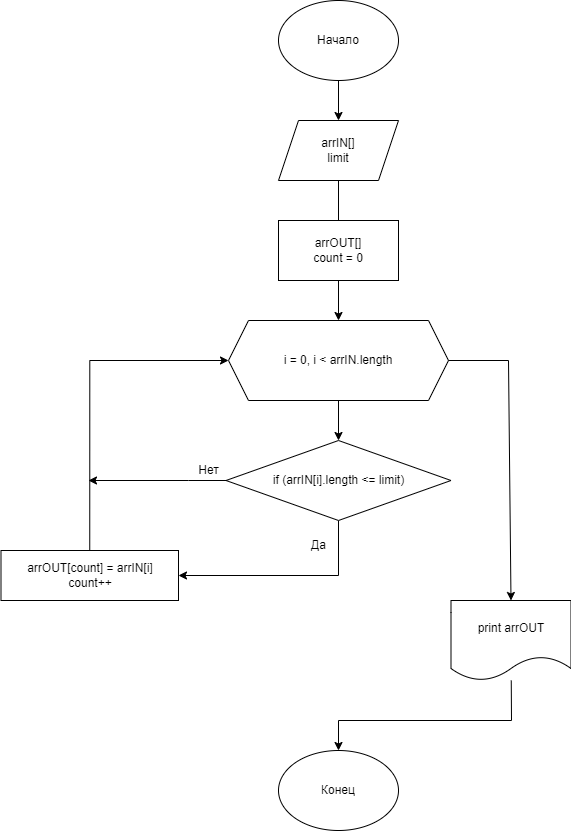 Начало
arrIN[]
limit
arrOUT[]
count = 0
i = 0, i < arrIN.length
if (arrIN[i].length <= limit)
Нет
Да
arrOUT[count] = arrIN[i]
count++
print arrOUT
Конец